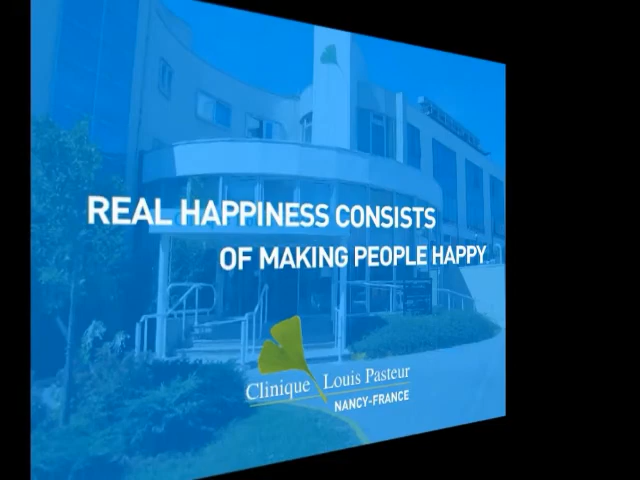 REAL HAPPINESS CONSISTS
OF MAKING PEOPLE HAPPY
Clinique Louis Pasteur
NANCY-FRANCE